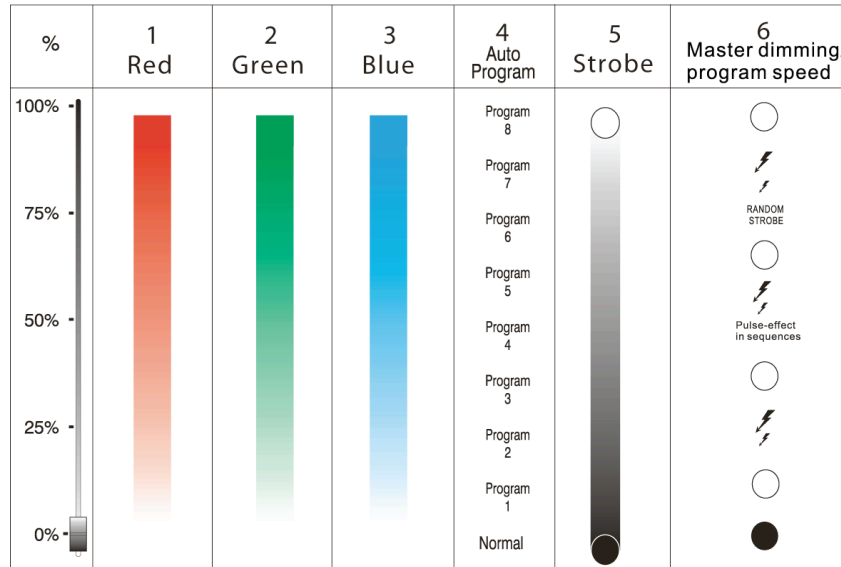 %
1
Red
2
Green
3
Blue
4
Auto
Program
5
Strobe
6
Master dimming,
program speed
100%
75%
50%
25%
0%
Program
8
Program
7
Program
6
Program
5
Program
4
Program
3
Program
2
Program
1
Normal
RANDOM
STROBE
Pulse-effect
in sequences